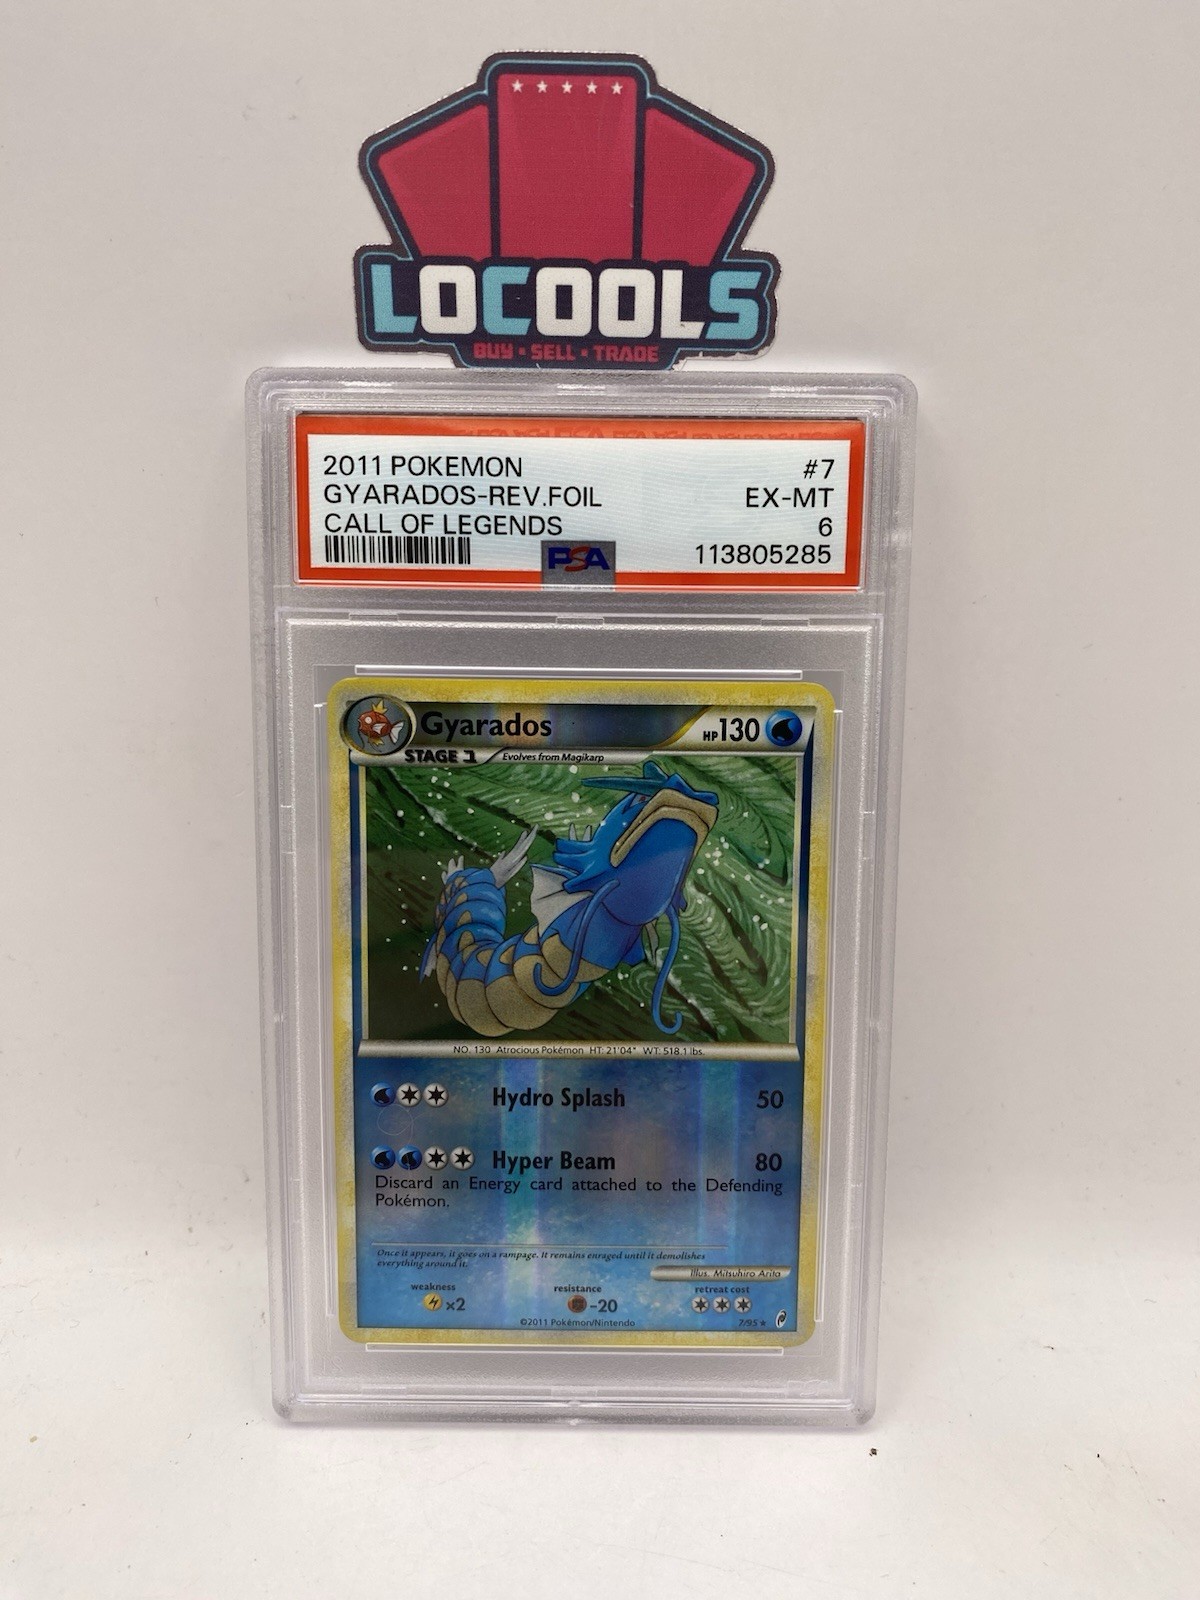 LOCOOLS
BUY • SELL • TRADE
2011 POKEMON #7
GYARADOS-REV.FOIL EX-MT
CALL OF LEGENDS 6
PSA 113805285
Gyarados HP 130
STAGE 1 Evolves from Magikarp
NO. 130 Atrocious Pokémon HT: 21'04" WT: 518.1 lbs.
Hydro Splash 50
Hyper Beam 80
Discard an Energy card attached to the Defending
Pokémon.
Once it appears, it goes on a rampage. It remains enraged until it demolishes
everything around it.
Illus. Mitsuhiro Arita
weakness resistance retreat cost
x2 -20
©2011 Pokémon/Nintendo 7/95 ★